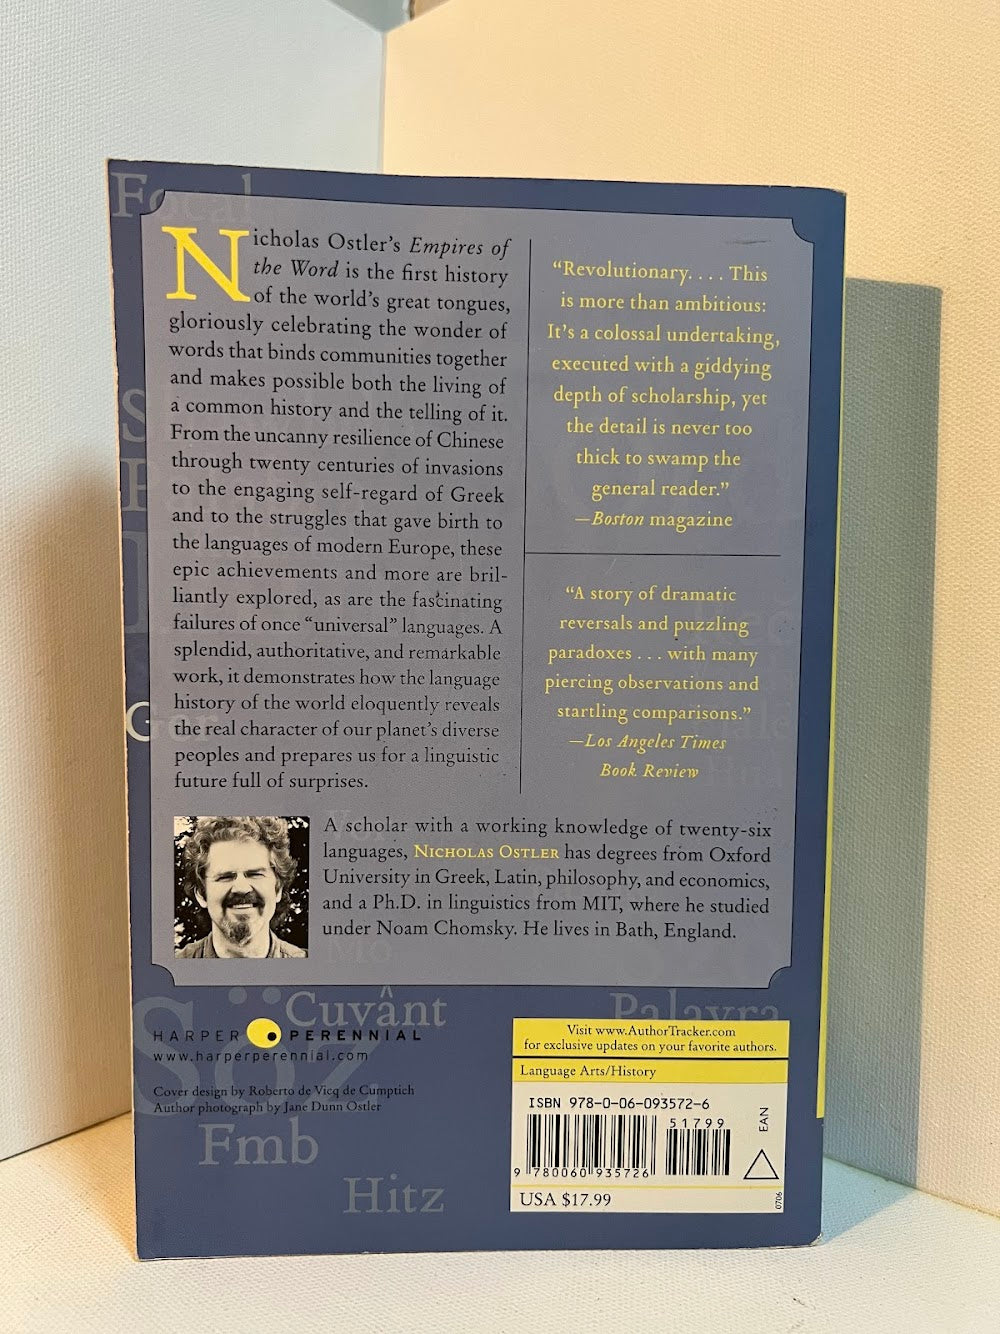 Focal
Nicholas Ostler’s Empires of
the Word is the first history
of the world’s great tongues,
gloriously celebrating the wonder of
words that binds communities together
and makes possible both the living of
a common history and the telling of it.
From the uncanny resilience of Chinese
through twenty centuries of invasions
to the engaging self-regard of Greek
and to the struggles that gave birth to
the languages of modern Europe, these
epic achievements and more are bril-
liantly explored, as are the fascinating
failures of once “universal” languages. A
splendid, authoritative, and remarkable
work, it demonstrates how the language
history of the world eloquently reveals
the real character of our planet’s diverse
peoples and prepares us for a linguistic
future full of surprises.
“Revolutionary. . . . This
is more than ambitious:
It’s a colossal undertaking,
executed with a giddying
depth of scholarship, yet
the detail is never too
thick to swamp the
general reader.”
—Boston magazine
“A story of dramatic
reversals and puzzling
paradoxes . . . with many
piercing observations and
startling comparisons.”
—Los Angeles Times
Book Review
A scholar with a working knowledge of twenty-six
languages, NICHOLAS OSTLER has degrees from Oxford
University in Greek, Latin, philosophy, and economics,
and a Ph.D. in linguistics from MIT, where he studied
under Noam Chomsky. He lives in Bath, England.
Mo
Söz
Cuvânt
Palavra
HARPER PERENNIAL
www.harperperennial.com
Cover design by Roberto de Vicq de Cumptich
Author photograph by Jane Dunn Ostler
Fmb
Hitz
Visit www.AuthorTracker.com
for exclusive updates on your favorite authors.
Language Arts/History
ISBN 978-0-06-093572-6
51799
EAN
9 780060 935726
USA $17.99
0706